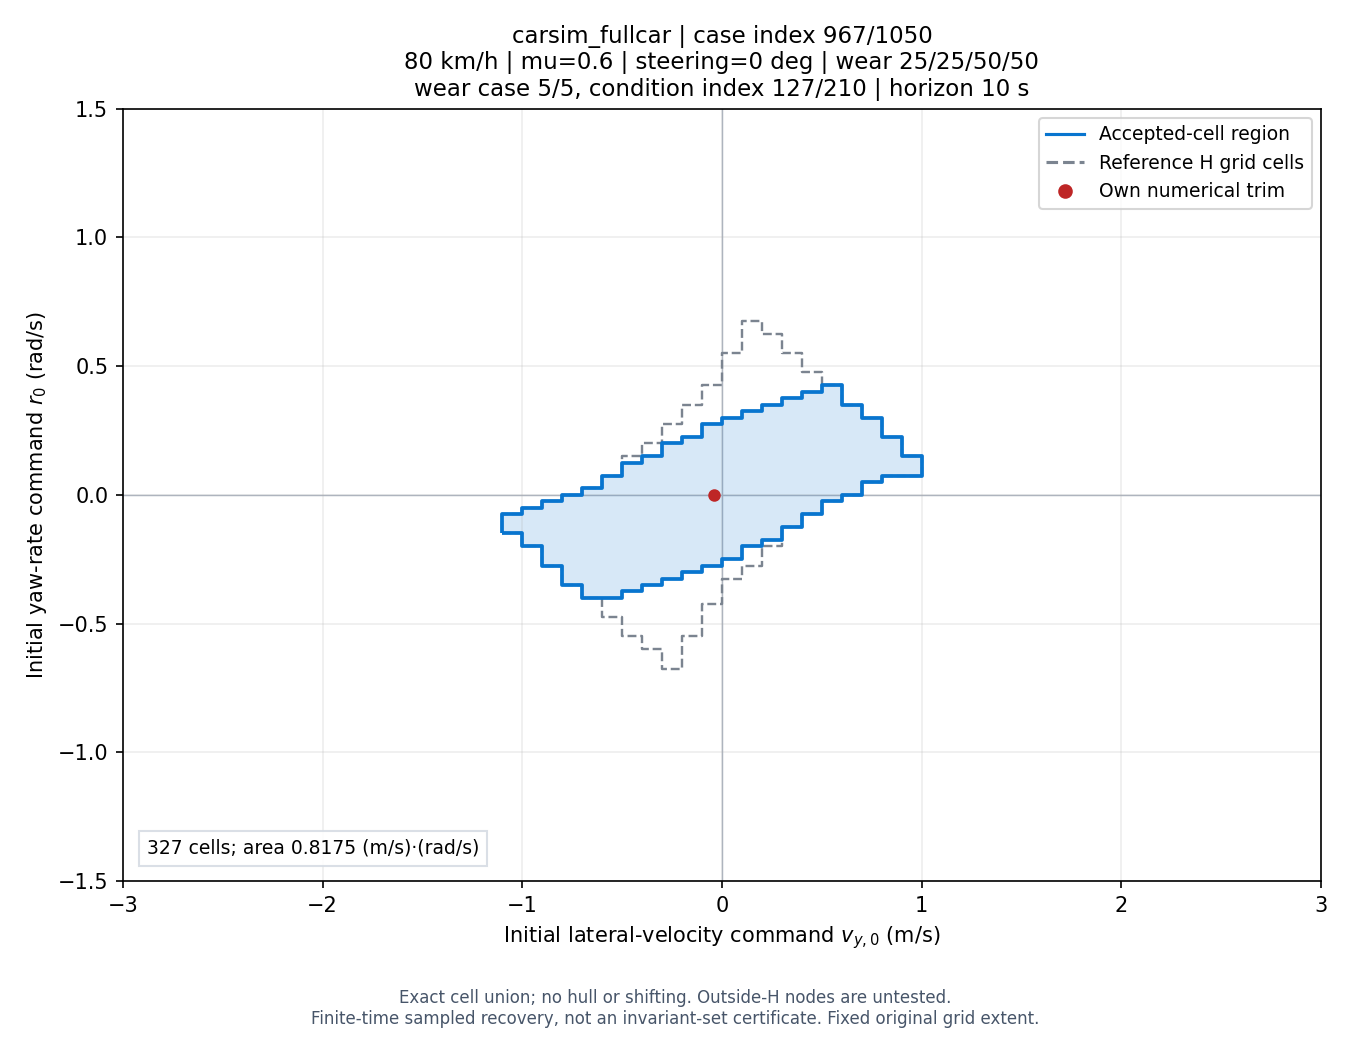 carsim_fullcar | case index 967/1050
80 km/h | mu=0.6 | steering=0 deg | wear 25/25/50/50
wear case 5/5, condition index 127/210 | horizon 10 s
Accepted-cell region
Reference H grid cells
Own numerical trim
1.5
1.0
0.5
0.0
−0.5
−1.0
−1.5
Initial yaw-rate command r0 (rad/s)
327 cells; area 0.8175 (m/s)·(rad/s)
−3
−2
−1
0
1
2
3
Initial lateral-velocity command vy,0 (m/s)
Exact cell union; no hull or shifting. Outside-H nodes are untested.
Finite-time sampled recovery, not an invariant-set certificate. Fixed original grid extent.